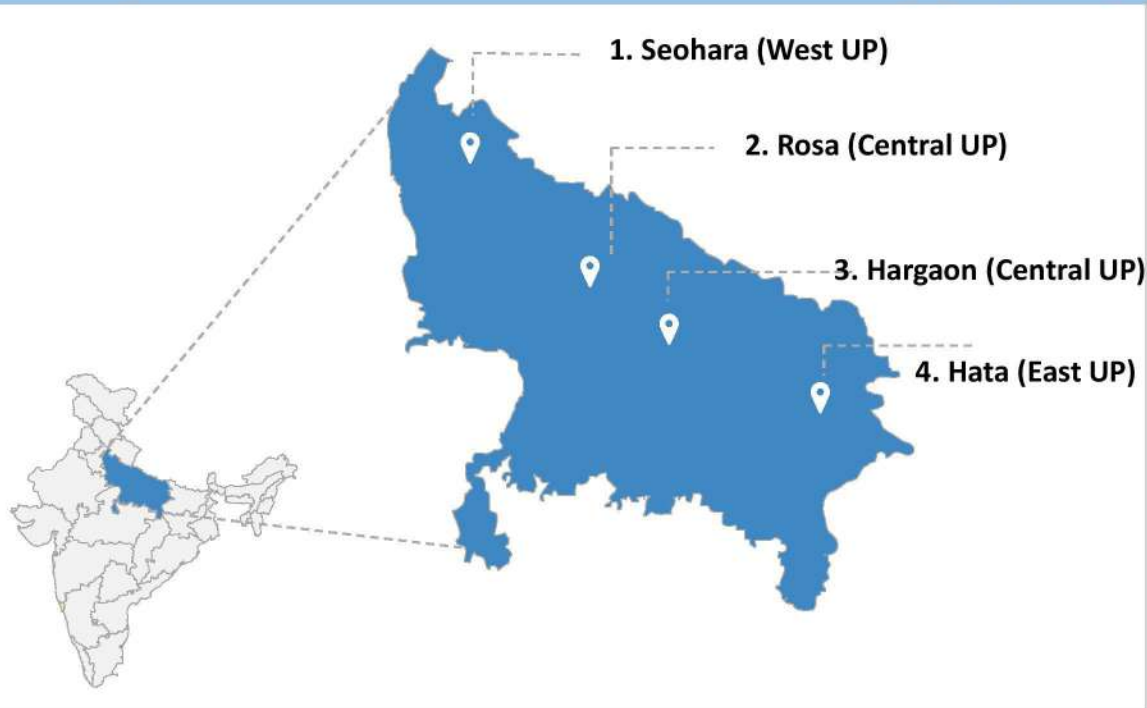 1. Seohara (West UP)
2. Rosa (Central UP)
3. Hargaon (Central UP)
4. Hata (East UP)